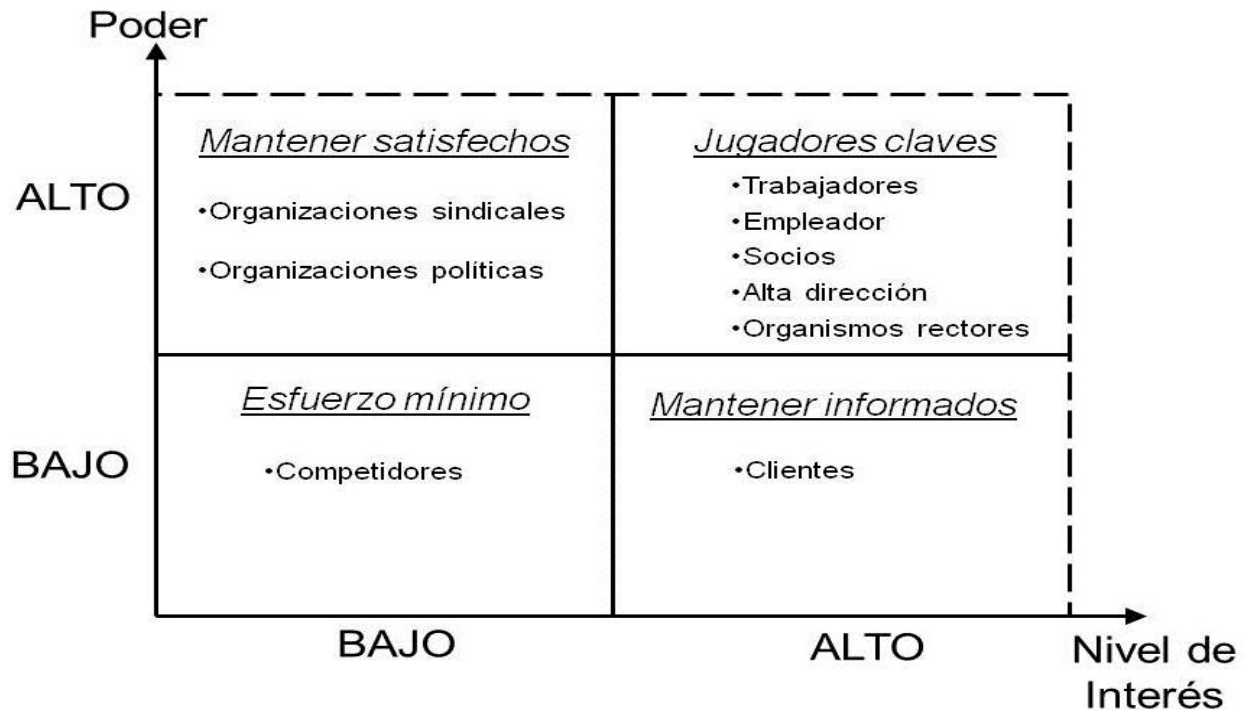 Poder
ALTO
Mantener satisfechos
•Organizaciones sindicales
•Organizaciones políticas
Jugadores claves
•Trabajadores
•Empleador
•Socios
•Alta dirección
•Organismos rectores
BAJO
Esfuerzo mínimo
•Competidores
Mantener informados
•Clientes
BAJO
ALTO
Nivel de
Interés